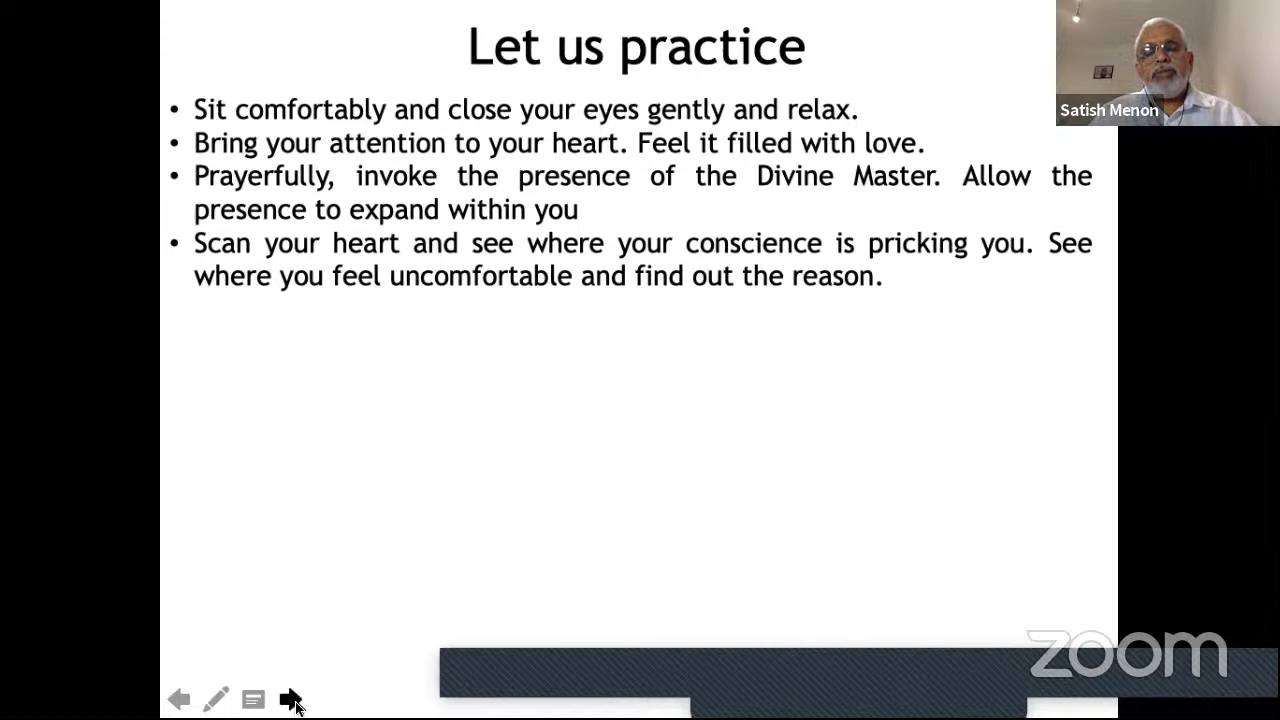 Let us practice
Satish Menon
• Sit comfortably and close your eyes gently and relax.
• Bring your attention to your heart. Feel it filled with love.
• Prayerfully, invoke the presence of the Divine Master. Allow the
presence to expand within you
• Scan your heart and see where your conscience is pricking you. See
where you feel uncomfortable and find out the reason.
zoom